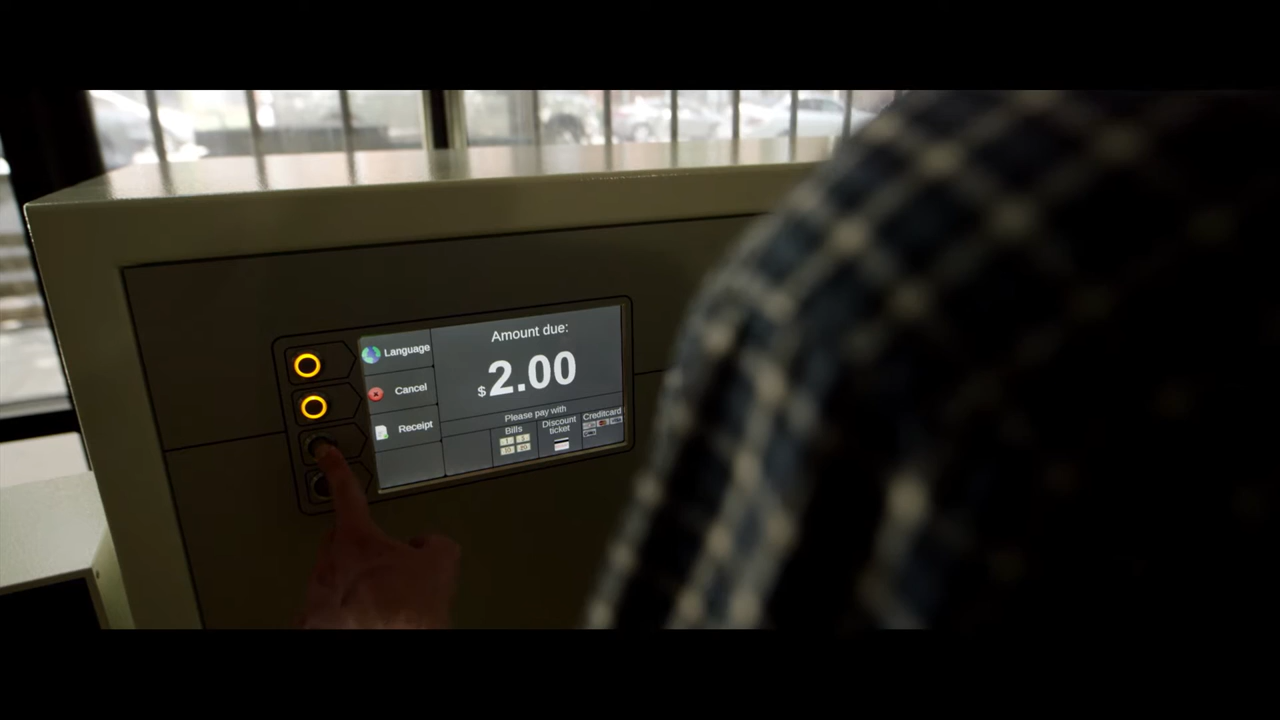 Language
Cancel
Receipt
Amount due:
$2.00
Please pay with
Bills
Discount
ticket
Creditcard